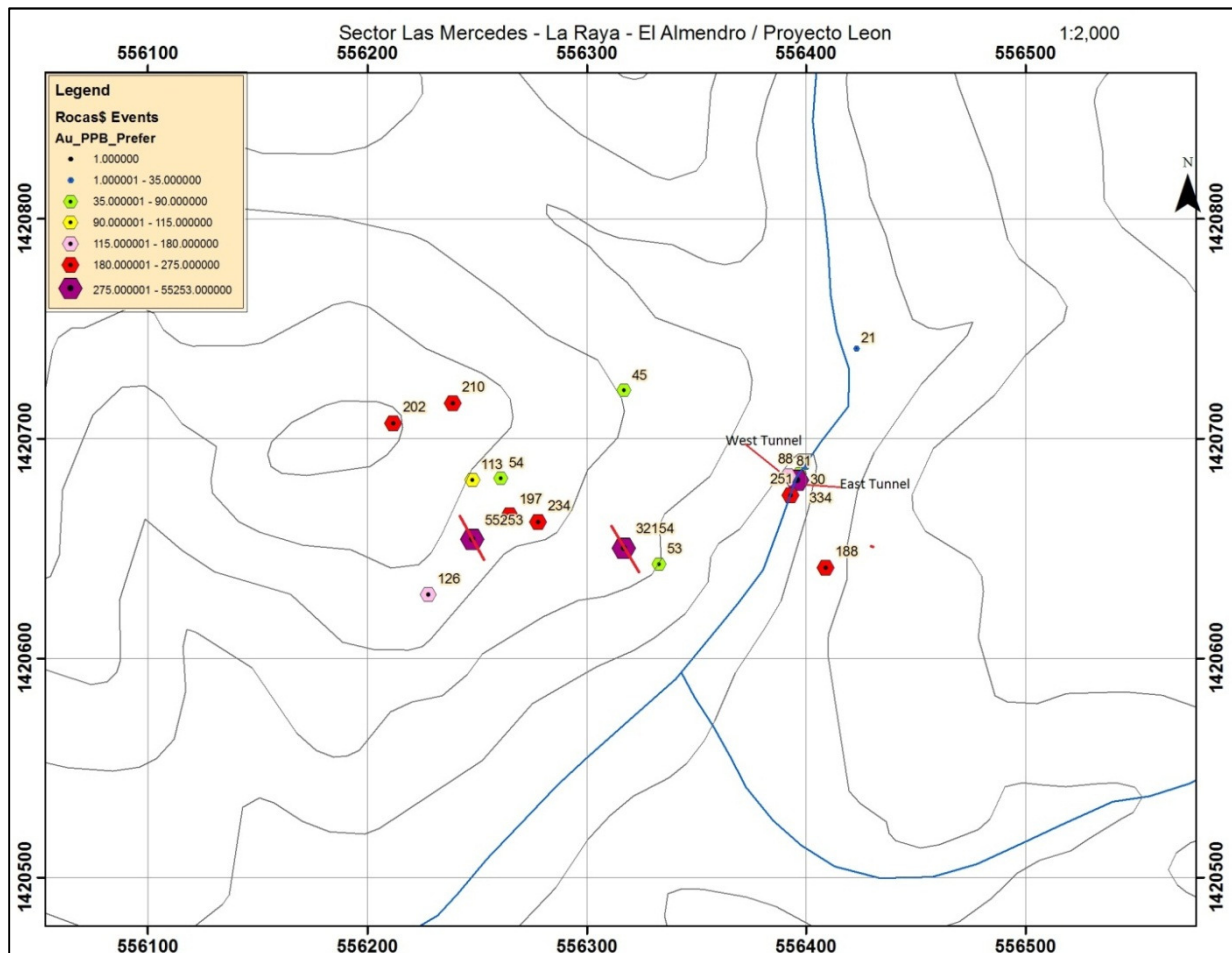 Sector Las Mercedes - La Raya - El Almendro / Proyecto Leon 1:2,000
556100 556200 556300 556400 556500
Legend
Rocas$ Events
Au_PPB_Prefer
1.000000
1.000001 - 35.000000
35.000001 - 90.000000
90.000001 - 115.000000
115.000001 - 180.000000
180.000001 - 275.000000
275.000001 - 55253.000000
N
1420800 1420800
21
45
210
202
1420700 1420700
West Tunnel
88 81
113 54
251 30
East Tunnel
197
334
234
55253
32154
53
188
126
1420600 1420600
1420500 1420500
556100 556200 556300 556400 556500